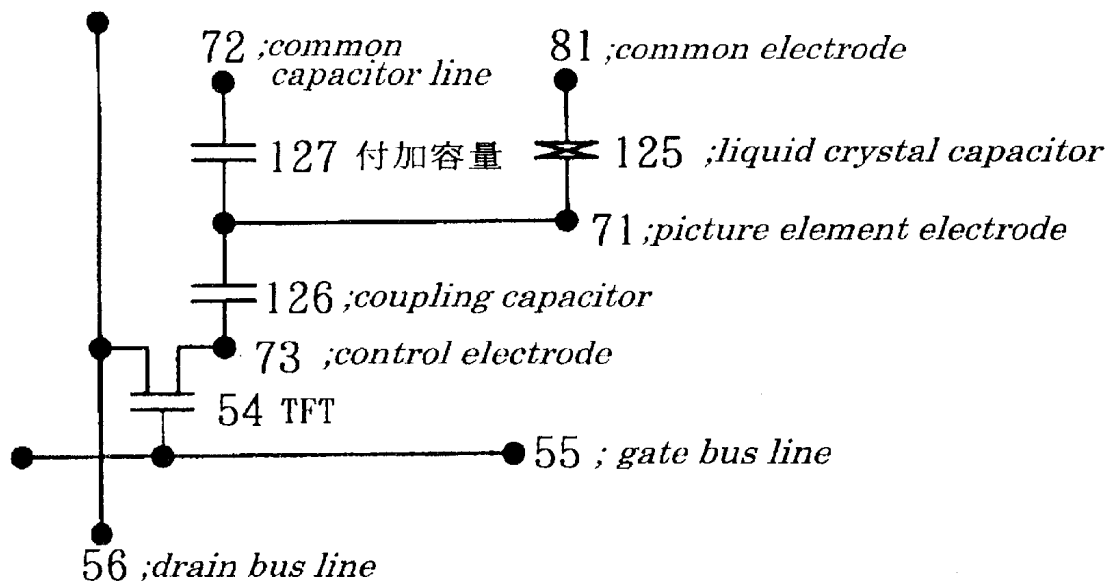 72 ;common
capacitor line
81 ;common electrode
127 付加容量
125 ;liquid crystal capacitor
71 ;picture element electrode
126 ;coupling capacitor
73 ;control electrode
54 TFT
55 ; gate bus line
56 ;drain bus line